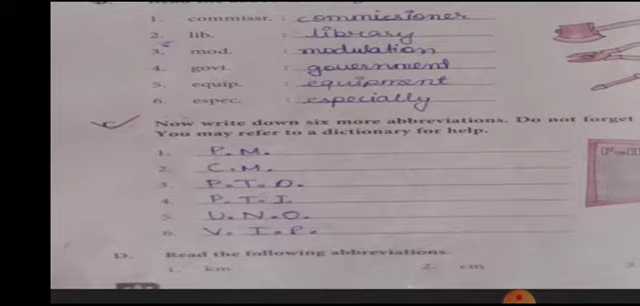 1. commissr. : commissioner
2. lib. : library
3. mod. : modulation
4. govt. : government
5. equip. : equipment
6. espec. : especially
C Now write down six more abbreviations. Do not forget
You may refer to a dictionary for help.
1. P.M.
2. C.M.
3. P.T.O.
4. P.T.I.
5. U.N.O.
6. V.I.P.
D. Read the following abbreviations.
1. km 2. cm